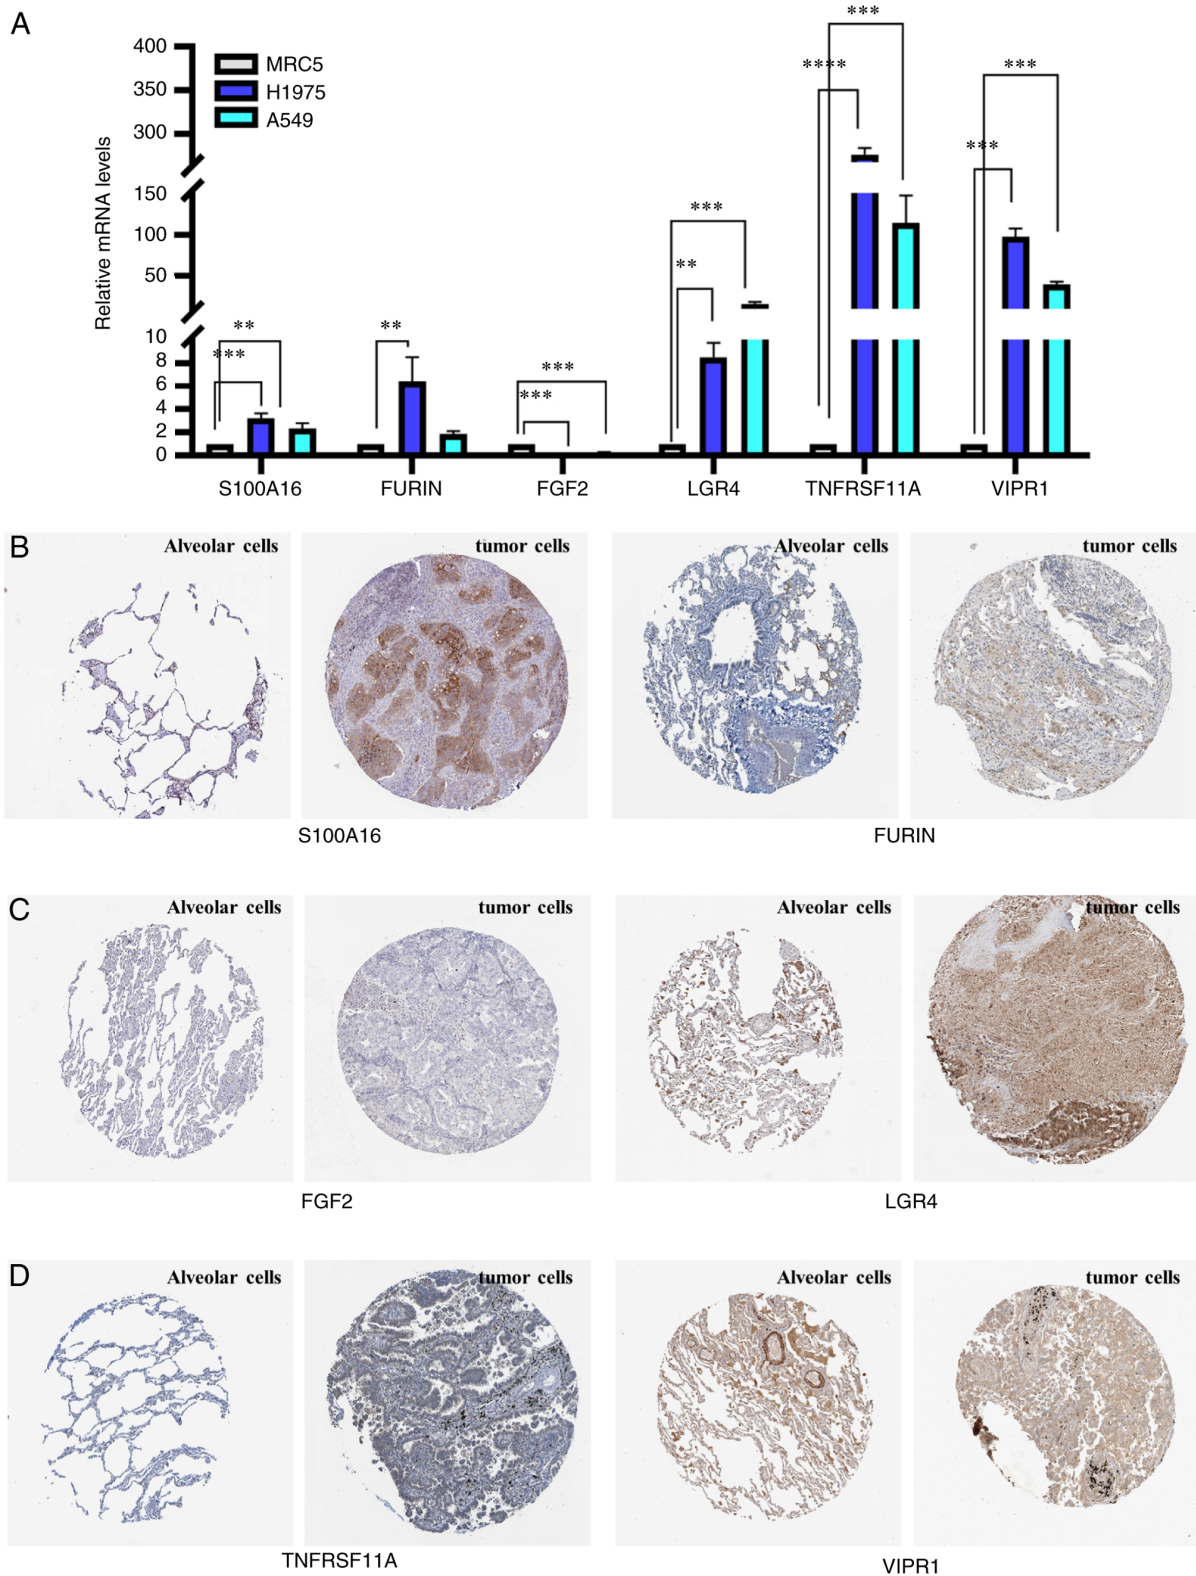 A
Relative mRNA levels
400
350
300
150
100
50
10
8
6
4
2
0
MRC5
H1975
A549
***
**
**
***
***
**
***
****
***
***
***
S100A16
FURIN
FGF2
LGR4
TNFRSF11A
VIPR1
B
Alveolar cells
tumor cells
Alveolar cells
tumor cells
S100A16
FURIN
C
Alveolar cells
tumor cells
Alveolar cells
tumor cells
FGF2
LGR4
D
Alveolar cells
tumor cells
Alveolar cells
tumor cells
TNFRSF11A
VIPR1